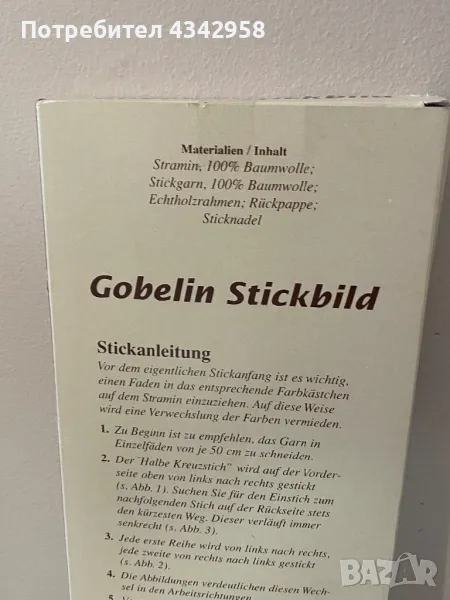 Потребител 4342958
Materialien / Inhalt
Stramin, 100% Baumwolle;
Stickgarn, 100% Baumwolle;
Echtholzrahmen; Rückpappe;
Sticknadel
Gobelin Stickbild
Stickanleitung
Vor dem eigentlichen Stickanfang ist es wichtig,
einen Faden in das entsprechende Farbkästchen
auf dem Stramin einzuziehen. Auf diese Weise
wird eine Verwechslung der Farben vermieden.
1. Zu Beginn ist zu empfehlen, das Garn in
Einzelfäden von je 50 cm zu schneiden.
2. Der "Halbe Kreuzstich" wird auf der Vorder-
seite oben von links nach rechts gestickt
(s. Abb. 1). Suchen Sie für den Einstich zum
nachfolgenden Stich auf der Rückseite stets
den kürzesten Weg. Dieser verläuft immer
senkrecht (s. Abb. 3).
3. Jede erste Reihe wird von links nach rechts,
jede zweite von rechts nach links gestickt
(s. Abb. 2).
4. Die Abbildungen verdeutlichen diesen Wech-
sel in den Arbeitsrichtungen.
5.
BAZAR